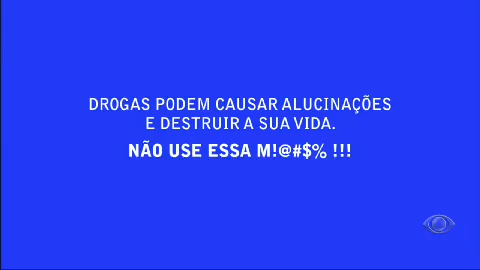 DROGAS PODEM CAUSAR ALUCINAÇÕES
E DESTRUIR A SUA VIDA.
NÃO USE ESSA M!@#$% !!!